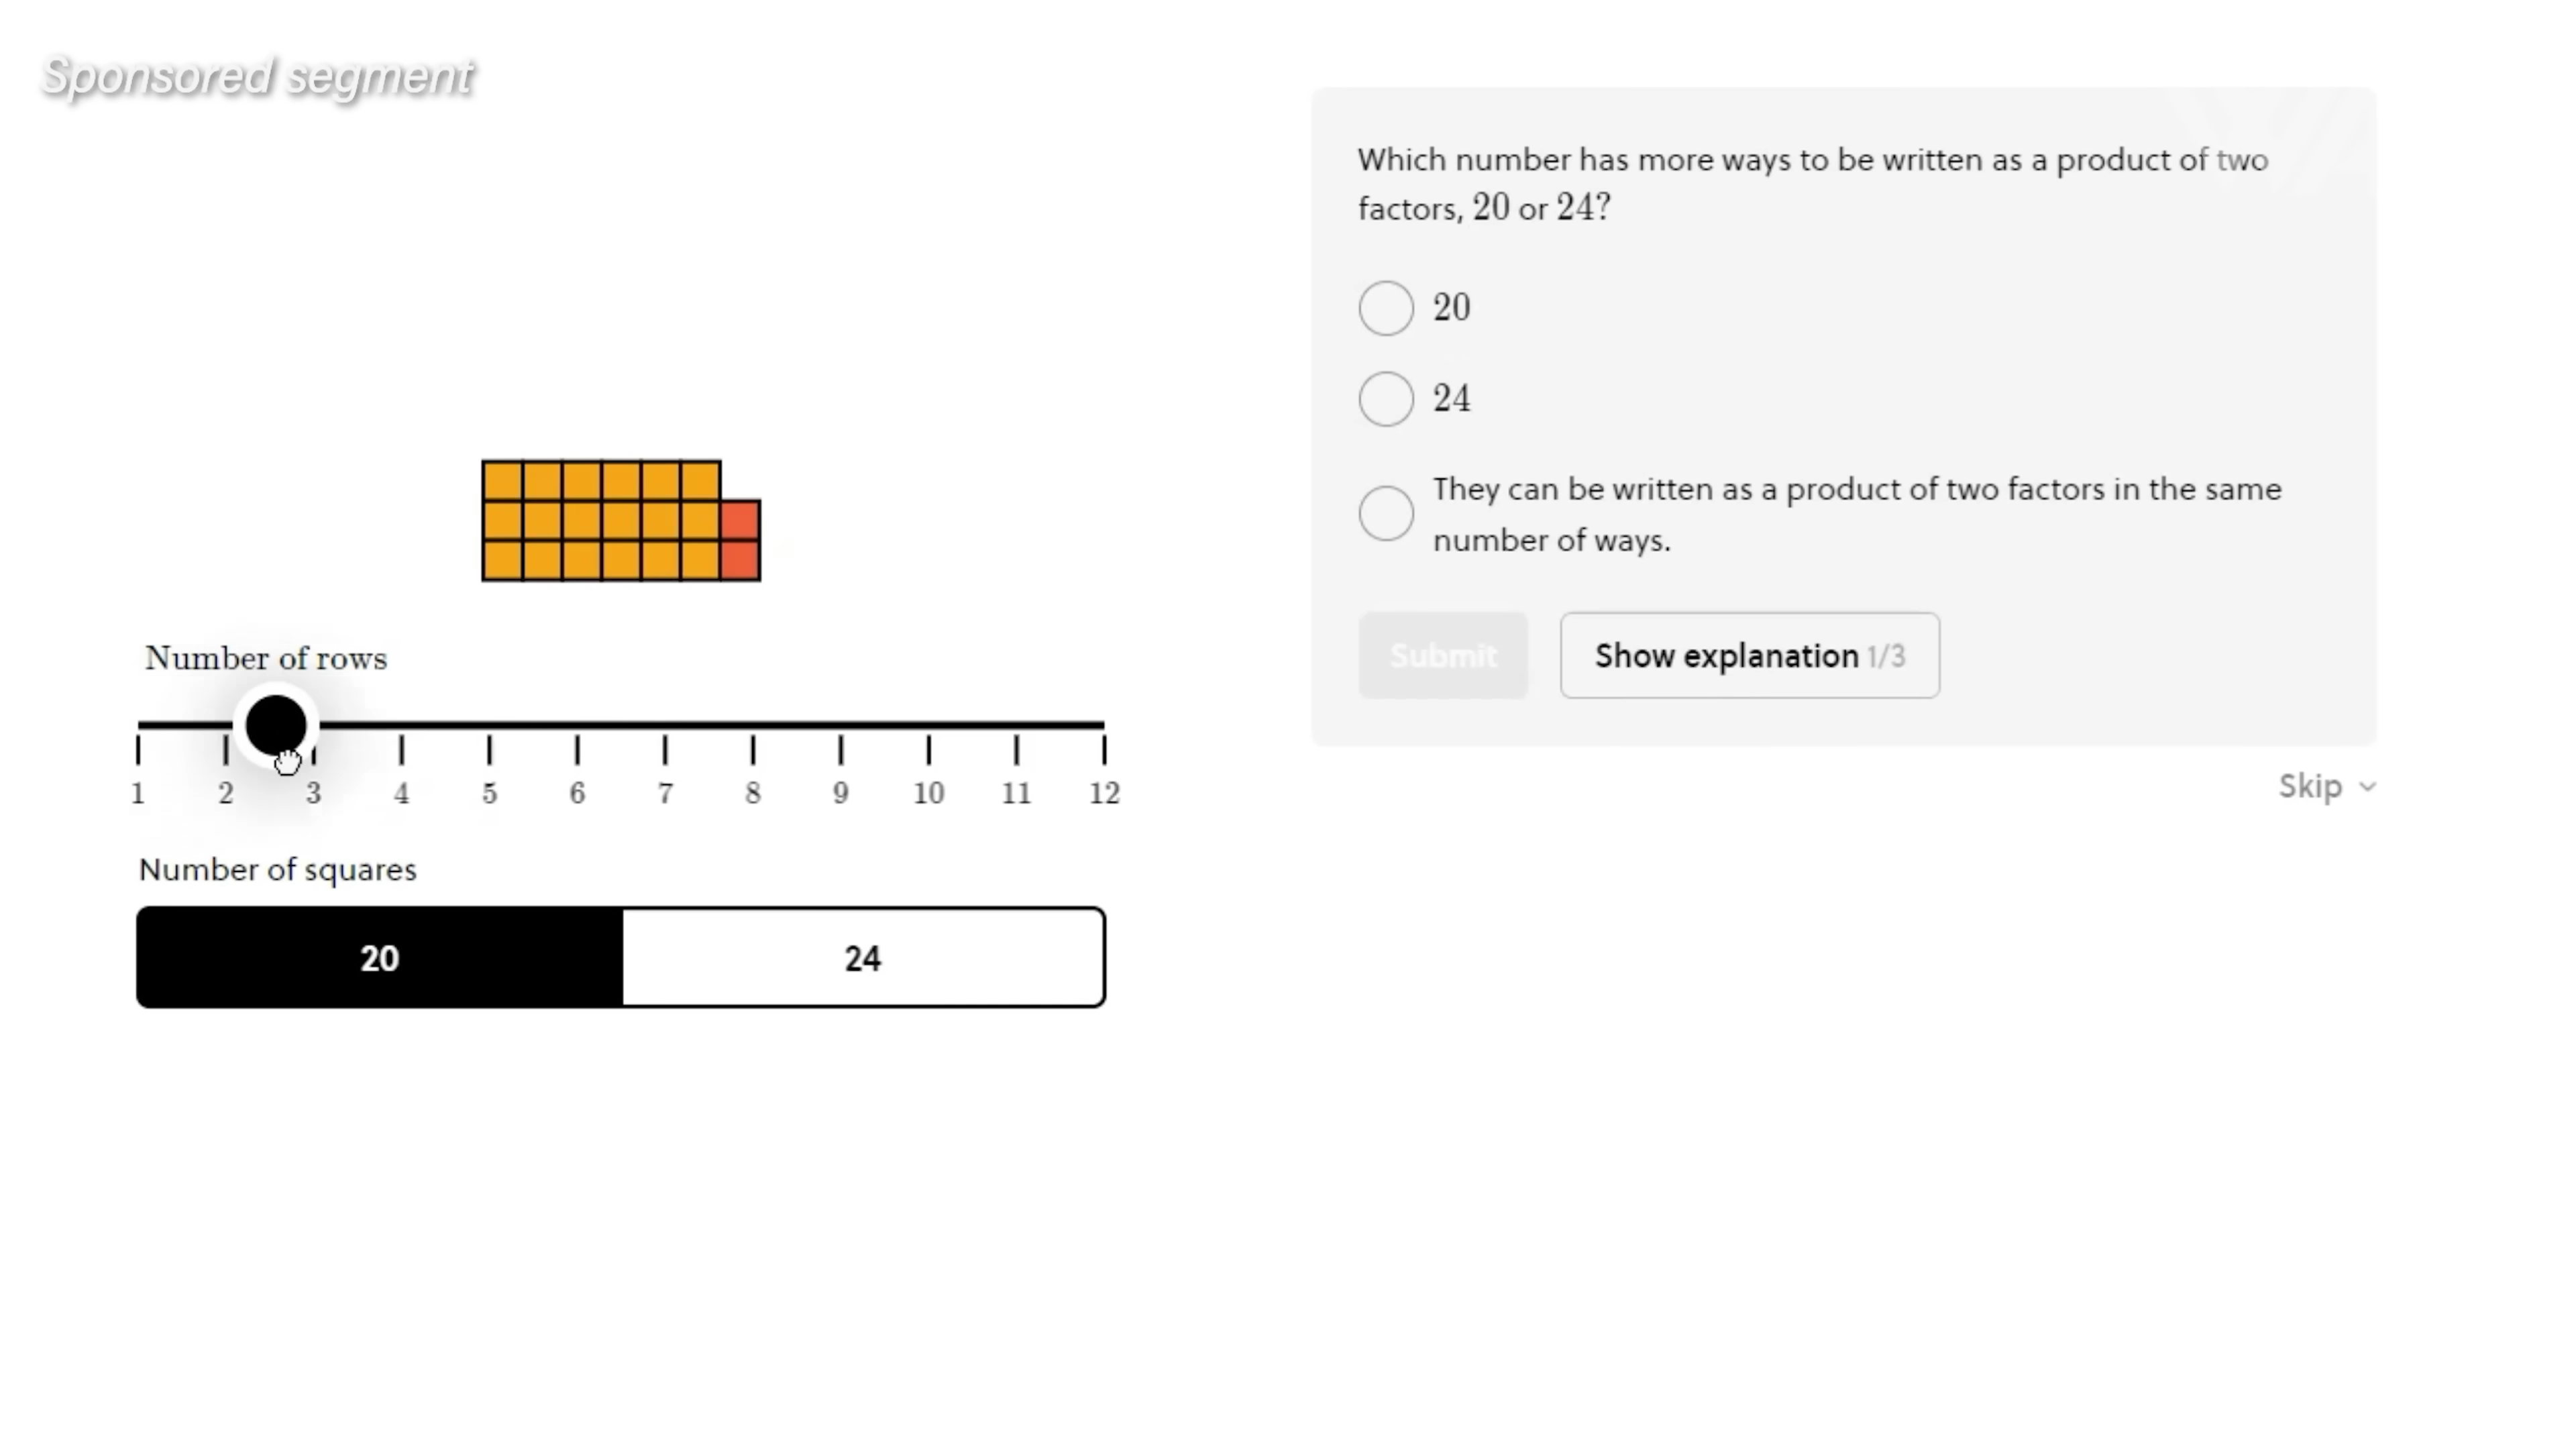 Sponsored segment
Which number has more ways to be written as a product of two
factors, 20 or 24?
20
24
They can be written as a product of two factors in the same
number of ways.
Submit
Show explanation 1/3
Skip
Number of rows
1 2 3 4 5 6 7 8 9 10 11 12
Number of squares
20 24